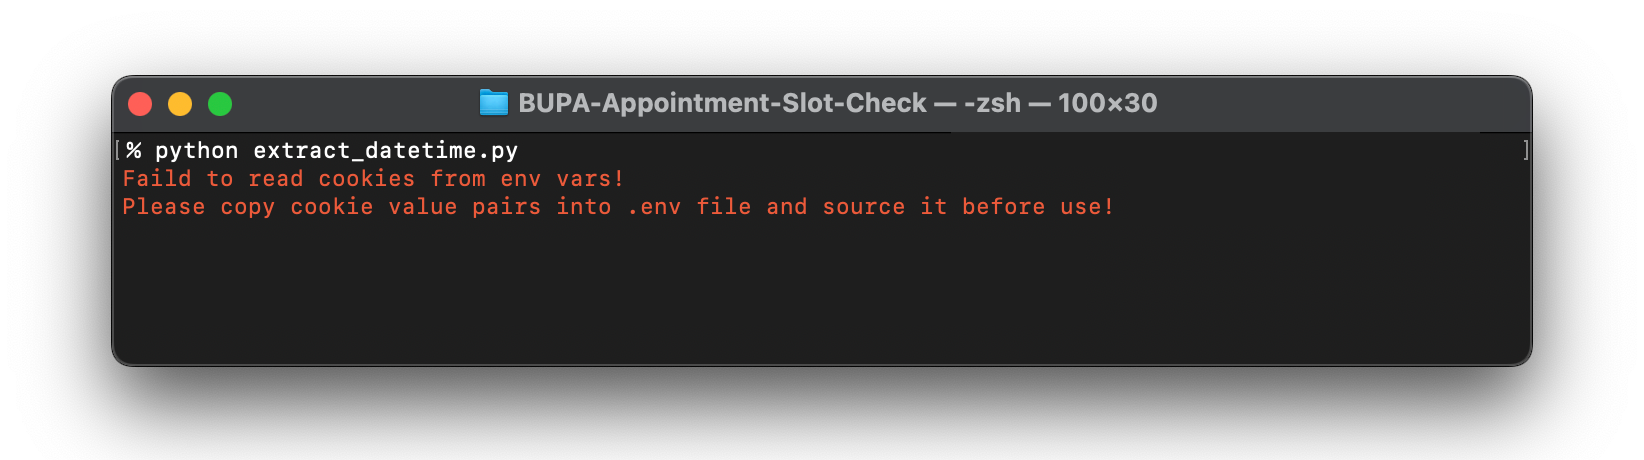 BUPA-Appointment-Slot-Check — -zsh — 100×30
[% python extract_datetime.py ]
Faild to read cookies from env vars!
Please copy cookie value pairs into .env file and source it before use!